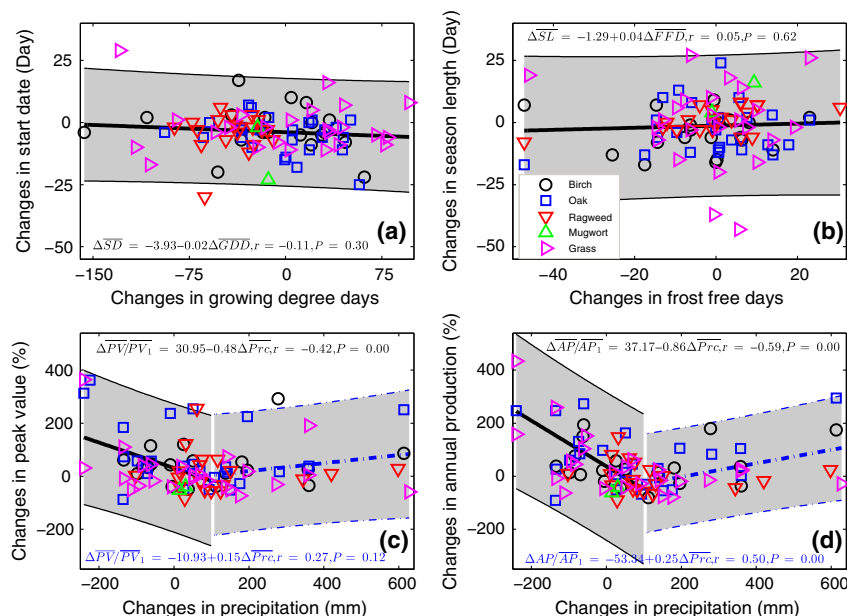 25
0
−25
−50
Changes in start date (Day)
−150
−75
0
75
Changes in growing degree days
(a)
ΔSD = −3.93−0.02ΔGDD,r = −0.11,P = 0.30
25
0
−25
−50
Changes in season length (Day)
−40
−20
0
20
Changes in frost free days
(b)
ΔSL = −1.29+0.04ΔFFD,r = 0.05,P = 0.62
Birch
Oak
Ragweed
Mugwort
Grass
400
200
0
−200
Changes in peak value (%)
−200
0
200
400
600
Changes in precipitation (mm)
(c)
ΔPV/PV₁ = 30.95−0.48ΔPrc,r = −0.42,P = 0.00
ΔPV/PV₁ = −10.93+0.15ΔPrc,r = 0.27,P = 0.12
400
200
0
−200
Changes in annual production (%)
−200
0
200
400
600
Changes in precipitation (mm)
(d)
ΔAP/AP₁ = 37.17−0.86ΔPrc,r = −0.59,P = 0.00
ΔAP/AP₁ = −53.34+0.25ΔPrc,r = 0.50,P = 0.00